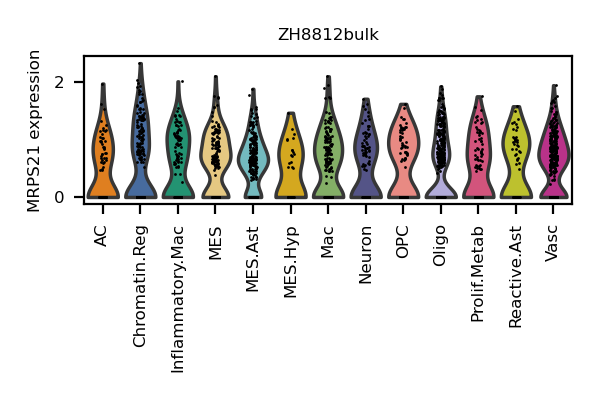 ZH8812bulk
MRPS21 expression
2
0
AC
Chromatin.Reg
Inflammatory.Mac
MES
MES.Ast
MES.Hyp
Mac
Neuron
OPC
Oligo
Prolif.Metab
Reactive.Ast
Vasc